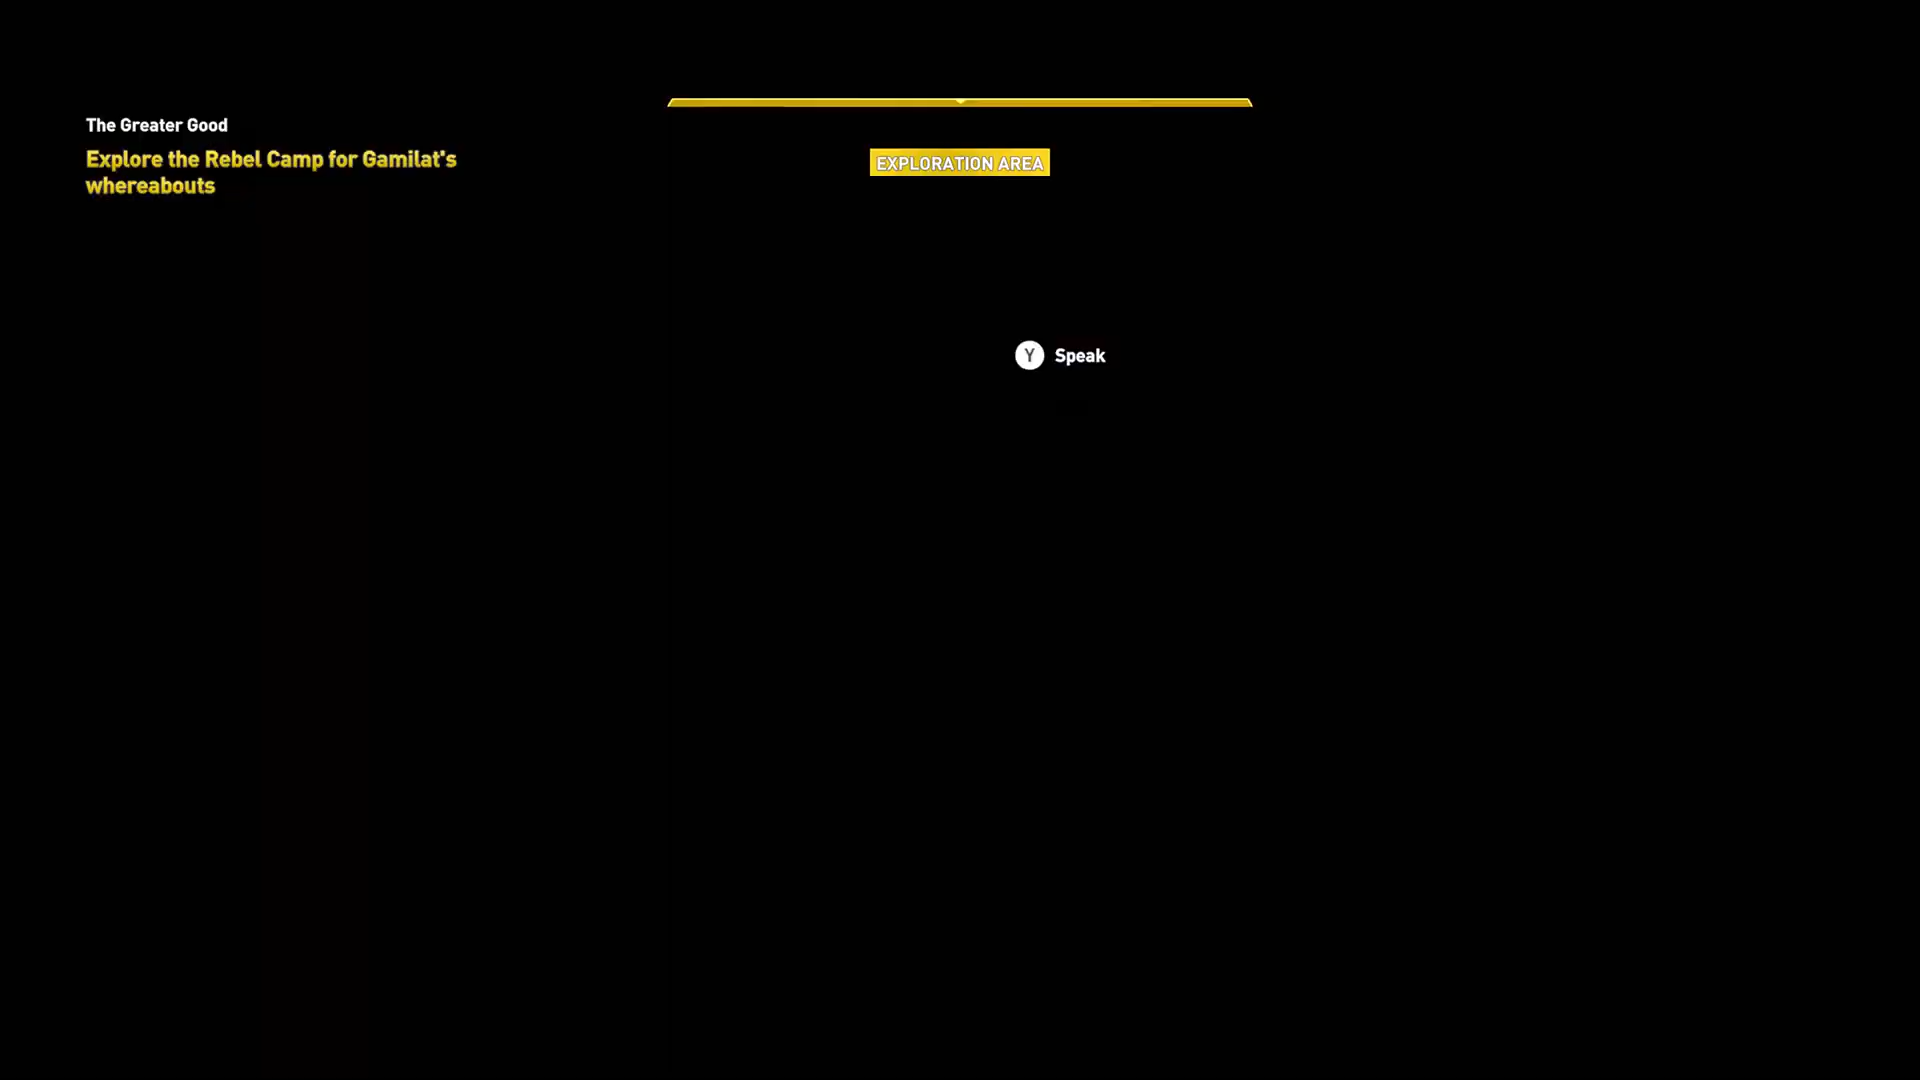 The Greater Good
Explore the Rebel Camp for Gamilat's
whereabouts
EXPLORATION AREA
Y Speak